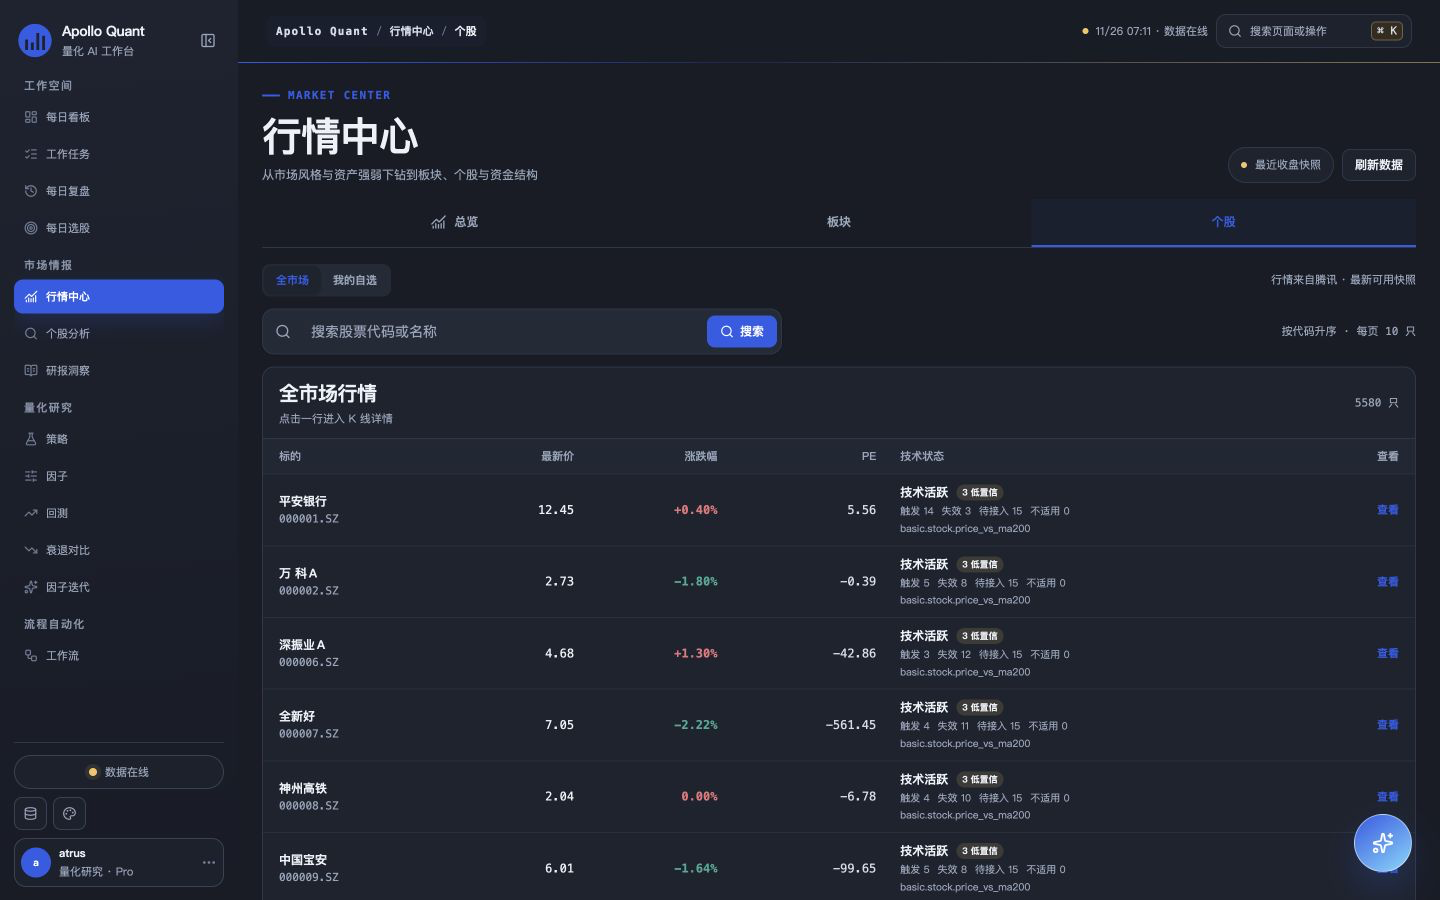 Apollo Quant
量化 AI 工作台
工作空间
每日看板
工作任务
每日复盘
每日选股
市场情报
行情中心
个股分析
研报洞察
量化研究
策略
因子
回测
衰退对比
因子迭代
流程自动化
工作流
数据在线
a
atrus
量化研究 · Pro
Apollo Quant / 行情中心 / 个股
11/26 07:11 · 数据在线
搜索页面或操作
⌘ K
MARKET CENTER
行情中心
从市场风格与资产强弱下钻到板块、个股与资金结构
最近收盘快照
刷新数据
总览
板块
个股
全市场
我的自选
行情来自腾讯 · 最新可用快照
搜索股票代码或名称
搜索
按代码升序 · 每页 10 只
全市场行情
点击一行进入 K 线详情
5580 只
标的 最新价 涨跌幅 PE 技术状态 查看
平安银行
000001.SZ
12.45
+0.40%
5.56
技术活跃 3 低置信
触发 14 失效 3 待接入 15 不适用 0
basic.stock.price_vs_ma200
查看
万 科A
000002.SZ
2.73
−1.80%
−0.39
技术活跃 3 低置信
触发 5 失效 8 待接入 15 不适用 0
basic.stock.price_vs_ma200
查看
深振业A
000006.SZ
4.68
+1.30%
−42.86
技术活跃 3 低置信
触发 3 失效 12 待接入 15 不适用 0
basic.stock.price_vs_ma200
查看
全新好
000007.SZ
7.05
−2.22%
−561.45
技术活跃 3 低置信
触发 4 失效 11 待接入 15 不适用 0
basic.stock.price_vs_ma200
查看
神州高铁
000008.SZ
2.04
0.00%
−6.78
技术活跃 3 低置信
触发 4 失效 10 待接入 15 不适用 0
basic.stock.price_vs_ma200
查看
中国宝安
000009.SZ
6.01
−1.64%
−99.65
技术活跃 3 低置信
触发 5 失效 8 待接入 15 不适用 0
basic.stock.price_vs_ma200